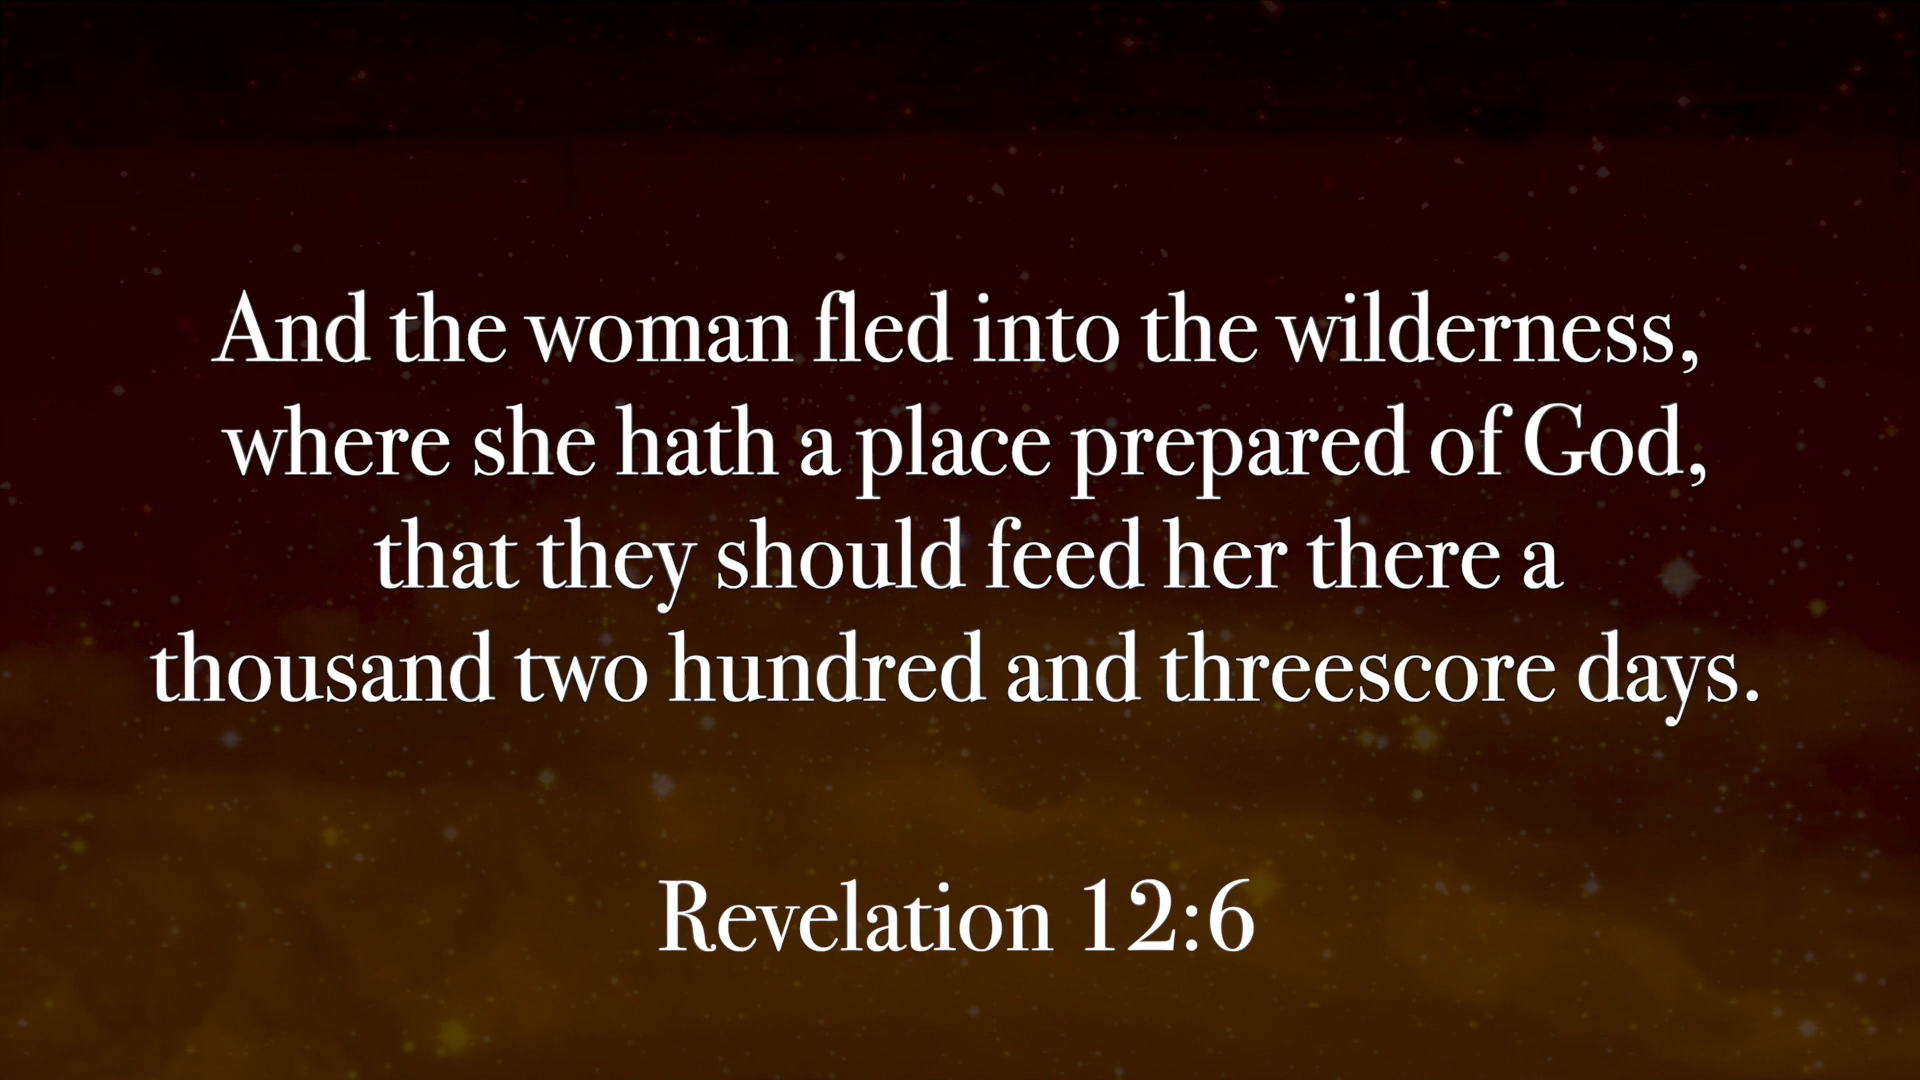 And the woman fled into the wilderness,
where she hath a place prepared of God,
that they should feed her there a
thousand two hundred and threescore days.
Revelation 12:6